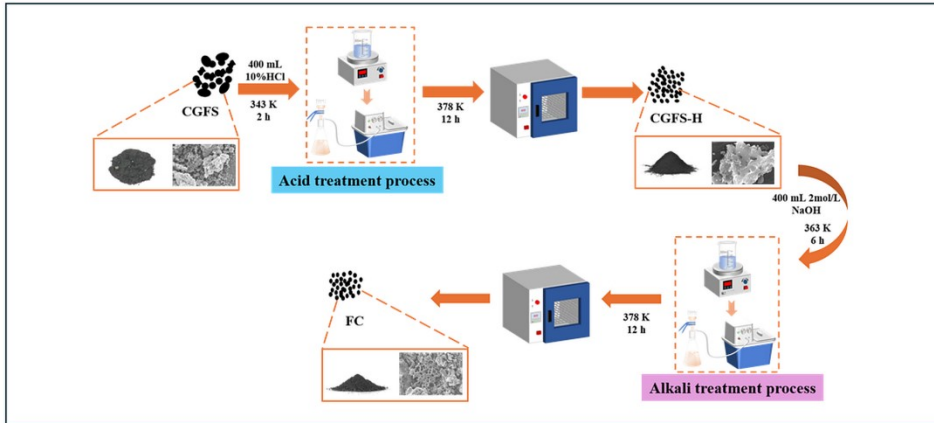 CGFS
400 mL
10%HCl
343 K
2 h
Acid treatment process
378 K
12 h
CGFS-H
400 mL 2mol/L
NaOH
363 K
6 h
Alkali treatment process
378 K
12 h
FC